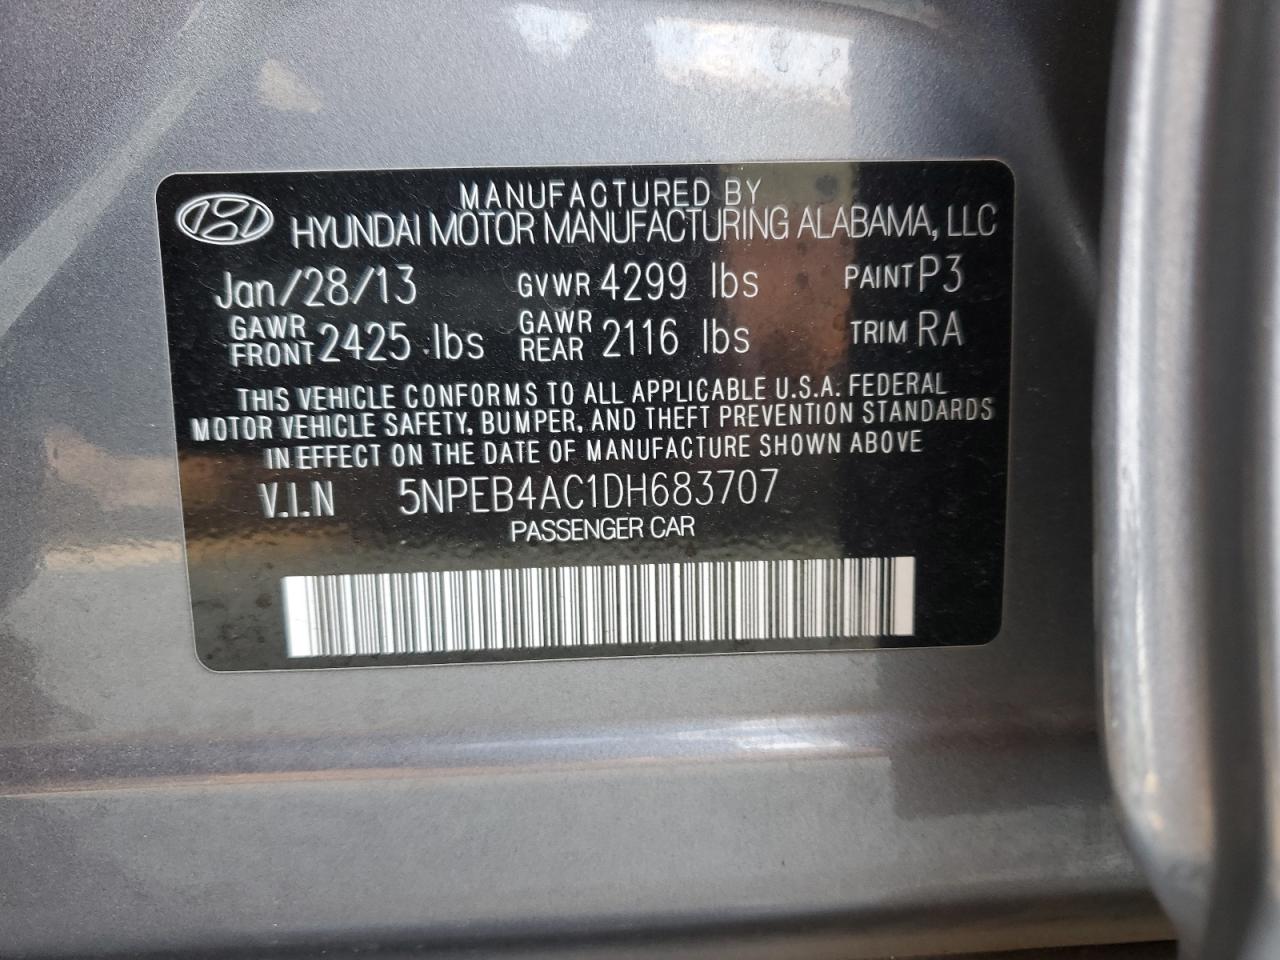 MANUFACTURED BY
HYUNDAI MOTOR MANUFACTURING ALABAMA, LLC
Jan/28/13 GVWR 4299 lbs PAINT P3
GAWR FRONT 2425 lbs GAWR REAR 2116 lbs TRIM RA
THIS VEHICLE CONFORMS TO ALL APPLICABLE U.S.A. FEDERAL
MOTOR VEHICLE SAFETY, BUMPER, AND THEFT PREVENTION STANDARDS
IN EFFECT ON THE DATE OF MANUFACTURE SHOWN ABOVE
V.I.N 5NPEB4AC1DH683707
PASSENGER CAR